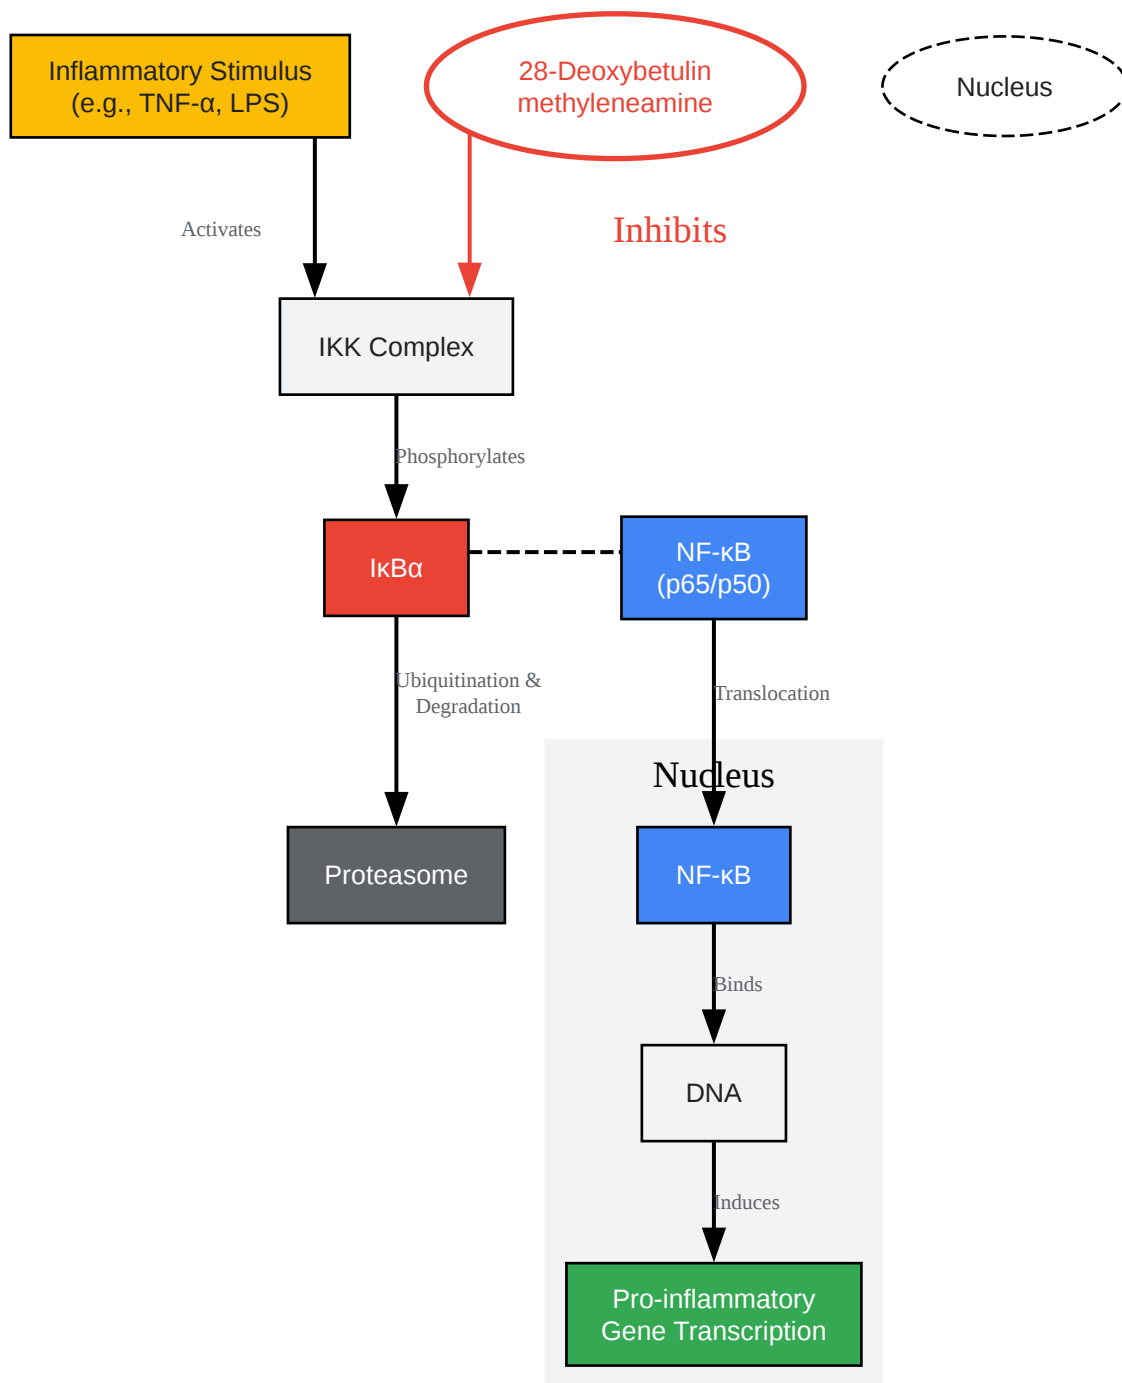 Inflammatory Stimulus
(e.g., TNF-α, LPS)
28-Deoxybetulin
methyleneamine
Nucleus
Activates
Inhibits
IKK Complex
Phosphorylates
IκBα
NF-κB
(p65/p50)
Ubiquitination &
Degradation
Translocation
Nucleus
Proteasome
NF-κB
Binds
DNA
Induces
Pro-inflammatory
Gene Transcription